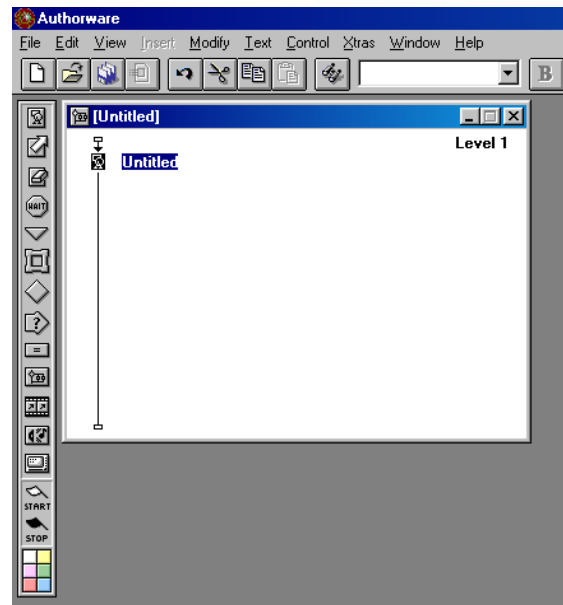 Authorware
File Edit View Insert Modify Text Control Xtras Window Help
B
[Untitled]
Level 1
Untitled
WAIT
?
=
START
STOP